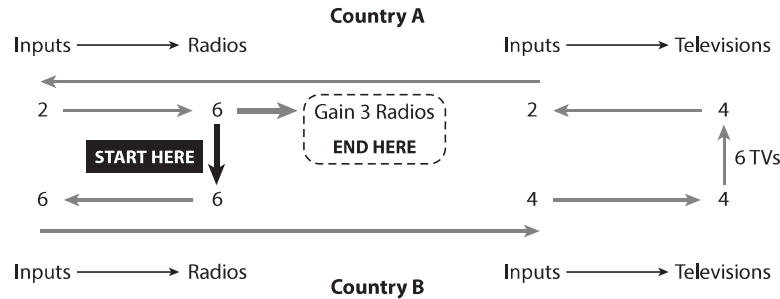 Country A
Inputs Radios Inputs Televisions
2 6 Gain 3 Radios 2 4
START HERE END HERE 6 TVs
6 6 4 4
Inputs Radios Inputs Televisions
Country B